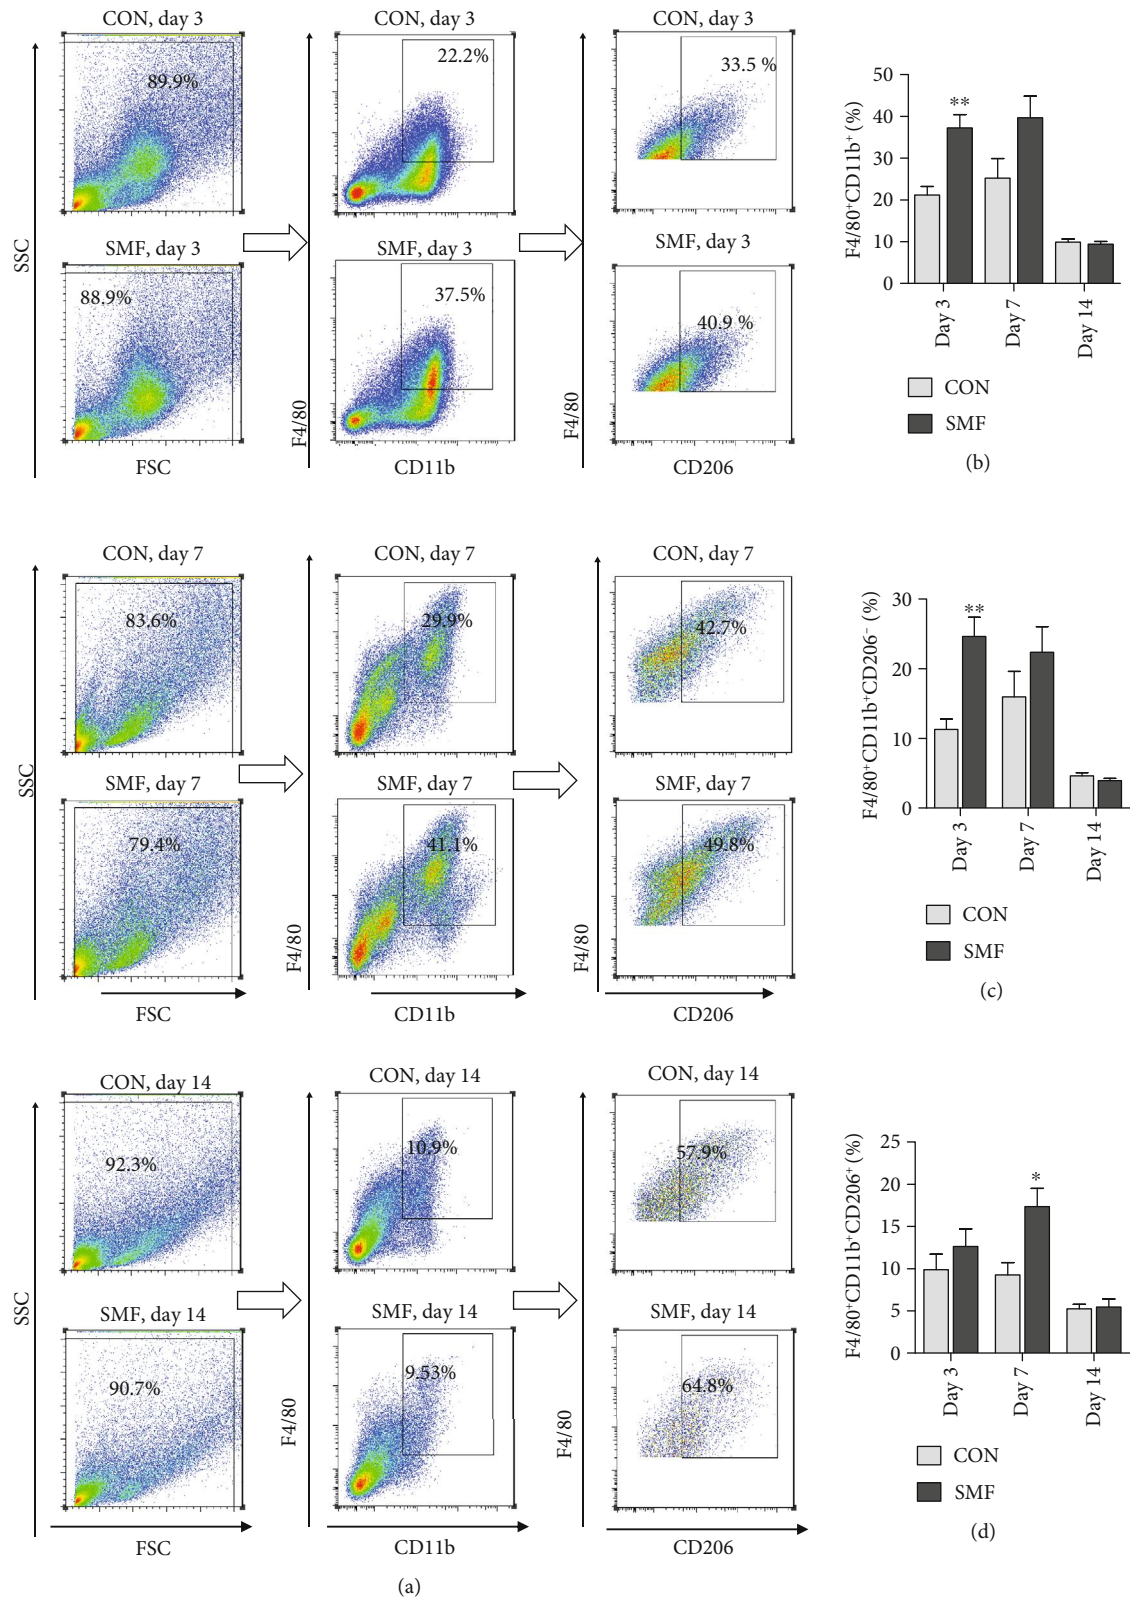 CON, day 3
CON, day 3
CON, day 3
89.9%
22.2%
33.5 %
SMF, day 3
SMF, day 3
SMF, day 3
88.9%
37.5%
40.9 %
SSC
F4/80
F4/80
FSC
CD11b
CD206
F4/80⁺CD11b⁺ (%)
50
40
30
20
10
0
**
Day 3
Day 7
Day 14
CON
SMF
(b)
CON, day 7
CON, day 7
CON, day 7
83.6%
29.9%
42.7%
SMF, day 7
SMF, day 7
SMF, day 7
79.4%
41.1%
49.8%
SSC
F4/80
F4/80
FSC
CD11b
CD206
F4/80⁺CD11b⁺CD206⁻ (%)
30
20
10
0
**
Day 3
Day 7
Day 14
CON
SMF
(c)
CON, day 14
CON, day 14
CON, day 14
92.3%
10.9%
57.9%
SMF, day 14
SMF, day 14
SMF, day 14
90.7%
9.53%
64.8%
SSC
F4/80
F4/80
FSC
CD11b
CD206
(a)
F4/80⁺CD11b⁺CD206⁺ (%)
25
20
15
10
5
0
*
Day 3
Day 7
Day 14
CON
SMF
(d)